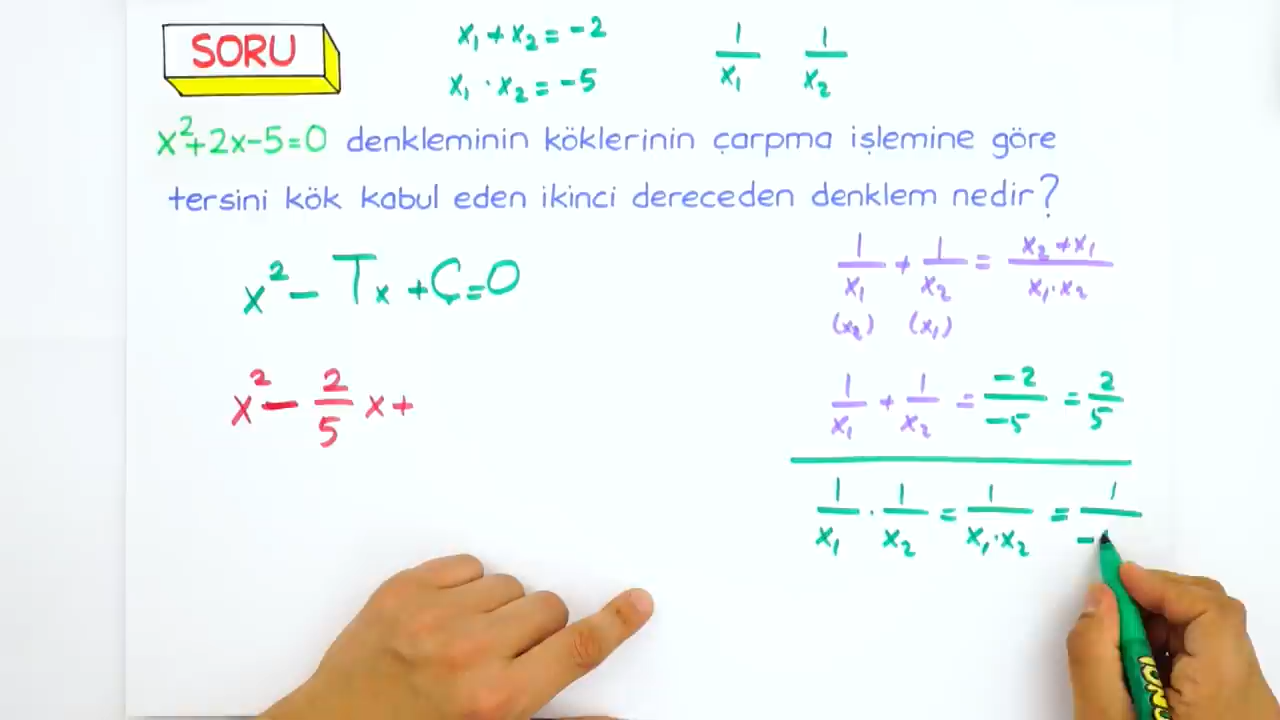 SORU
x₁ + x₂ = -2
x₁ · x₂ = -5
1/x₁ 1/x₂
x²+2x-5=0 denkleminin köklerinin çarpma işlemine göre
tersini kök kabul eden ikinci dereceden denklem nedir?
x² - Tx + Ç = 0
x² - 2/5 x +
1/x₁ + 1/x₂ = x₂ + x₁/x₁·x₂
(x₂) (x₁)
1/x₁ + 1/x₂ = -2/-5 = 2/5
1/x₁ · 1/x₂ = 1/x₁·x₂ = 1/-